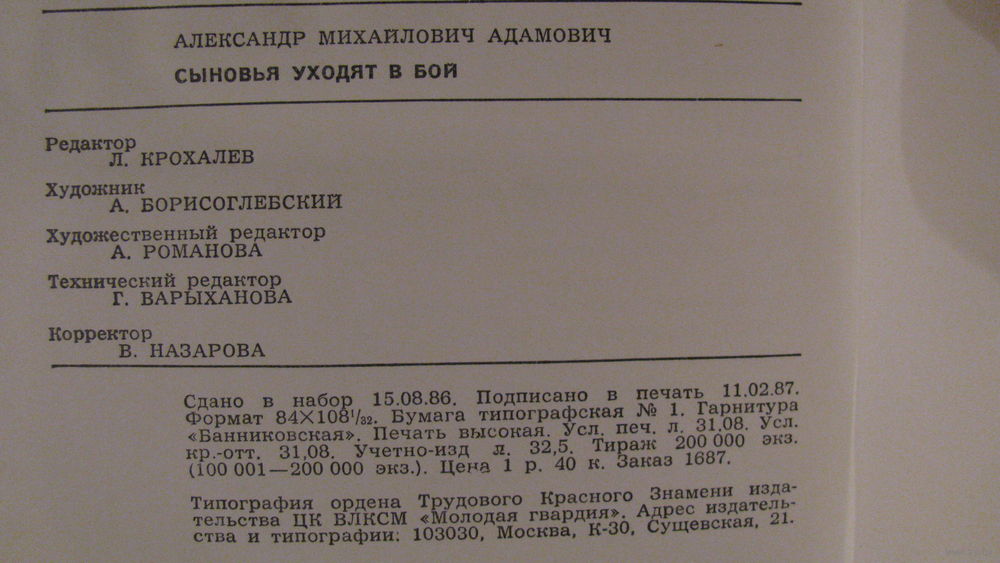 АЛЕКСАНДР МИХАЙЛОВИЧ АДАМОВИЧ
СЫНОВЬЯ УХОДЯТ В БОЙ
Редактор
Л. КРОХАЛЕВ
Художник
А. БОРИСОГЛЕБСКИЙ
Художественный редактор
А. РОМАНОВА
Технический редактор
Г. ВАРЫХАНОВА
Корректор
В. НАЗАРОВА
Сдано в набор 15.08.86. Подписано в печать 11.02.87.
Формат 84×108¹/₃₂. Бумага типографская № 1. Гарнитура
«Банниковская». Печать высокая. Усл. печ. л. 31,08. Усл.
кр.-отт. 31,08. Учетно-изд л. 32,5. Тираж 200 000 экз.
(100 001—200 000 экз.). Цена 1 р. 40 к. Заказ 1687.
Типография ордена Трудового Красного Знамени изда-
тельства ЦК ВЛКСМ «Молодая гвардия». Адрес издатель-
ства и типографии: 103030, Москва, К-30, Сущевская, 21.